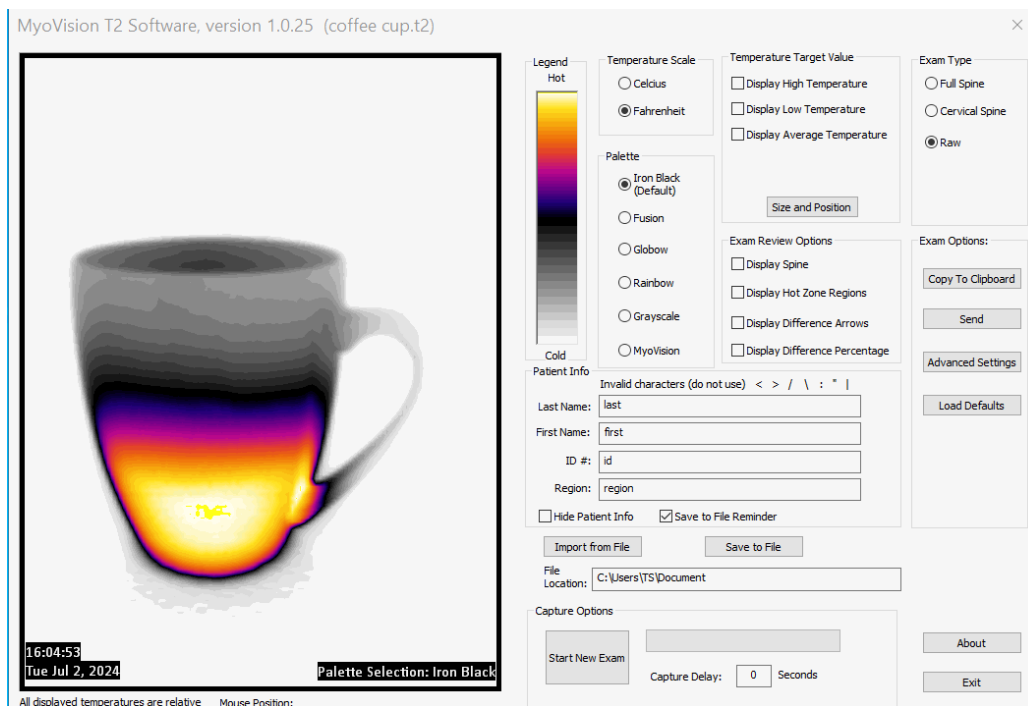 MyoVision T2 Software, version 1.0.25 (coffee cup.t2)
16:04:53
Tue Jul 2, 2024
Palette Selection: Iron Black
All displayed temperatures are relative
Mouse Position:
Legend
Hot
Cold
Temperature Scale
Celcius
Fahrenheit
Palette
Iron Black
(Default)
Fusion
Globow
Rainbow
Grayscale
MyoVision
Temperature Target Value
Display High Temperature
Display Low Temperature
Display Average Temperature
Size and Position
Exam Review Options
Display Spine
Display Hot Zone Regions
Display Difference Arrows
Display Difference Percentage
Exam Type
Full Spine
Cervical Spine
Raw
Exam Options:
Copy To Clipboard
Send
Advanced Settings
Load Defaults
Patient Info
Invalid characters (do not use) < > / \ : " |
Last Name: last
First Name: first
ID #: id
Region: region
Hide Patient Info
Save to File Reminder
Import from File
Save to File
File
Location: C:\Users\TS\Document
Capture Options
Start New Exam
Capture Delay: 0 Seconds
About
Exit